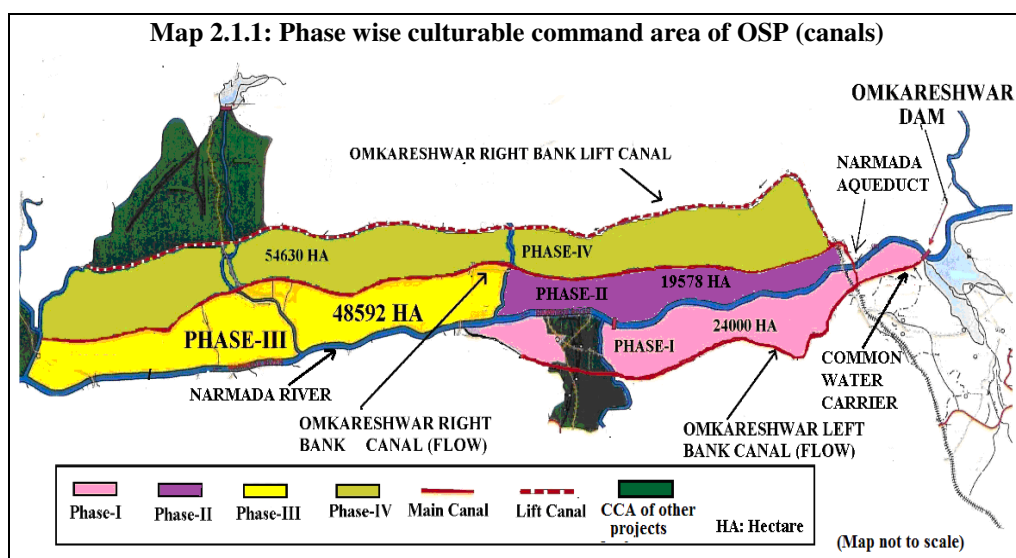 Map 2.1.1: Phase wise culturable command area of OSP (canals)
OMKARESHWAR
DAM
OMKARESHWAR RIGHT BANK LIFT CANAL
NARMADA
AQUEDUCT
54630 HA
PHASE-IV
19578 HA
PHASE-II
48592 HA
24000 HA
PHASE-III
PHASE-I
NARMADA RIVER
COMMON
WATER
CARRIER
OMKARESHWAR RIGHT
BANK CANAL (FLOW)
OMKARESHWAR LEFT
BANK CANAL (FLOW)
Phase-I
Phase-II
Phase-III
Phase-IV
Main Canal
Lift Canal
CCA of other
projects
HA: Hectare
(Map not to scale)